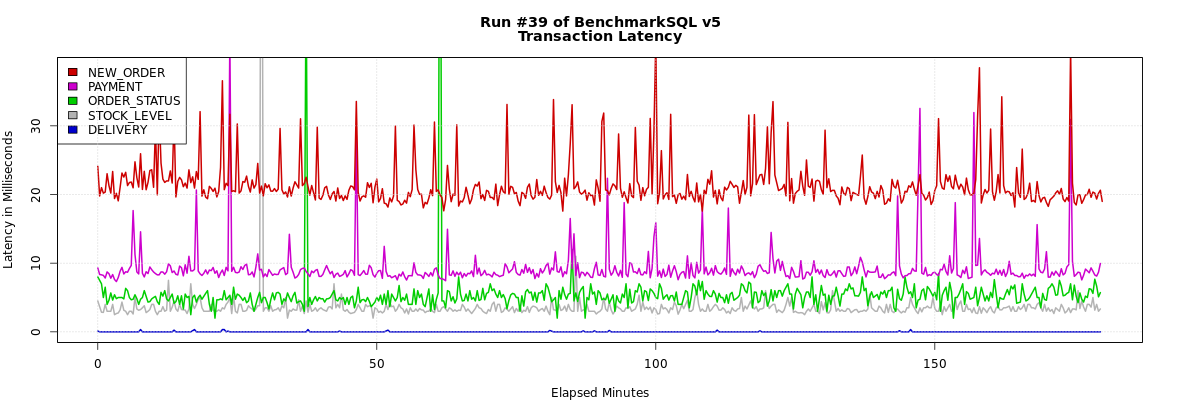 Run #39 of BenchmarkSQL v5
Transaction Latency
NEW_ORDER
PAYMENT
ORDER_STATUS
STOCK_LEVEL
DELIVERY
Latency in Milliseconds
30
20
10
0
0
50
100
150
Elapsed Minutes